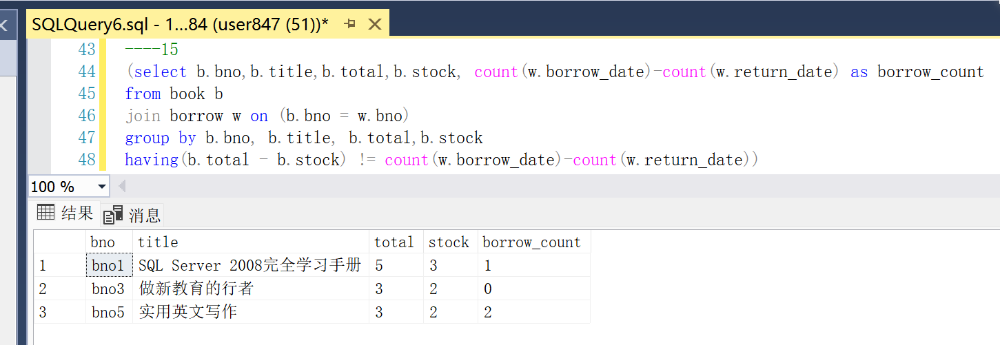 SQLQuery6.sql - 1...84 (user847 (51))*
43 ----15
44 (select b.bno,b.title,b.total,b.stock, count(w.borrow_date)-count(w.return_date) as borrow_count
45 from book b
46 join borrow w on (b.bno = w.bno)
47 group by b.bno, b.title, b.total,b.stock
48 having(b.total - b.stock) != count(w.borrow_date)-count(w.return_date))
100 %
结果 消息
bno title total stock borrow_count
1 bno1 SQL Server 2008完全学习手册 5 3 1
2 bno3 做新教育的行者 3 2 0
3 bno5 实用英文写作 3 2 2